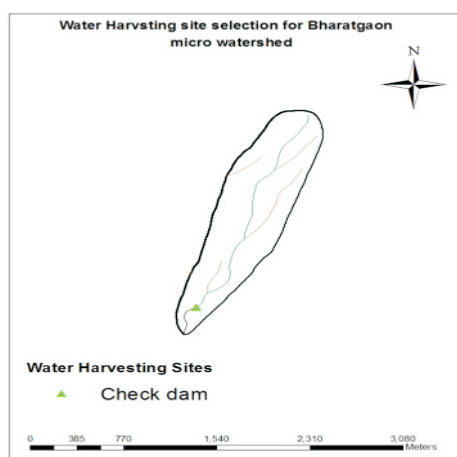 Water Harvsting site selection for Bharatgaon
micro watershed
N
Water Harvesting Sites
Check dam
0 385 770 1,540 2,310 3,080
Meters